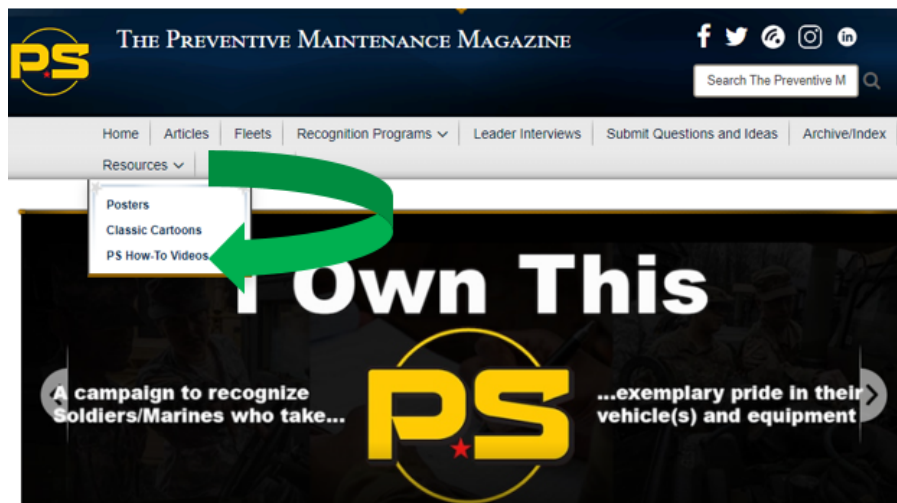 PS
THE PREVENTIVE MAINTENANCE MAGAZINE
Search The Preventive M
Home Articles Fleets Recognition Programs Leader Interviews Submit Questions and Ideas Archive/Index
Resources
Posters
Classic Cartoons
PS How-To Videos
I Own This
A campaign to recognize
Soldiers/Marines who take...
PS
...exemplary pride in their
vehicle(s) and equipment